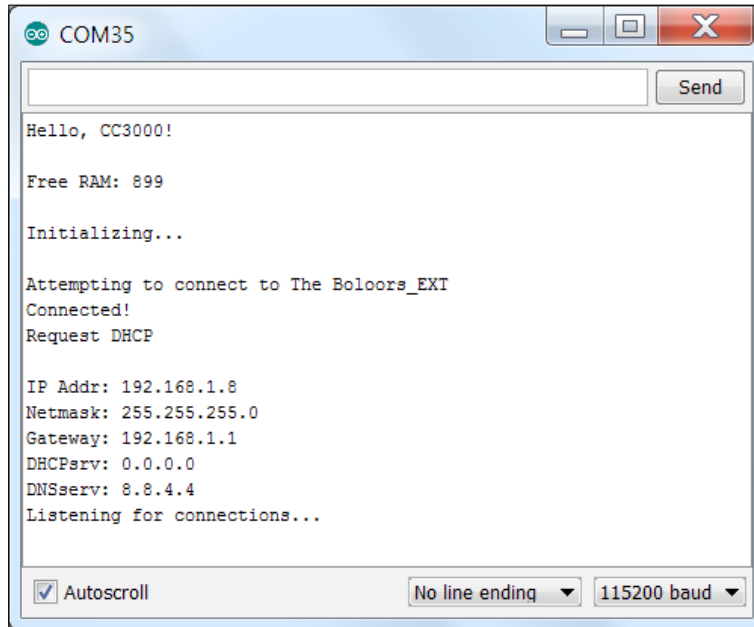 COM35
Send
Hello, CC3000!
Free RAM: 899
Initializing...
Attempting to connect to The Boloors_EXT
Connected!
Request DHCP
IP Addr: 192.168.1.8
Netmask: 255.255.255.0
Gateway: 192.168.1.1
DHCPsrv: 0.0.0.0
DNSserv: 8.8.4.4
Listening for connections...
Autoscroll
No line ending
115200 baud